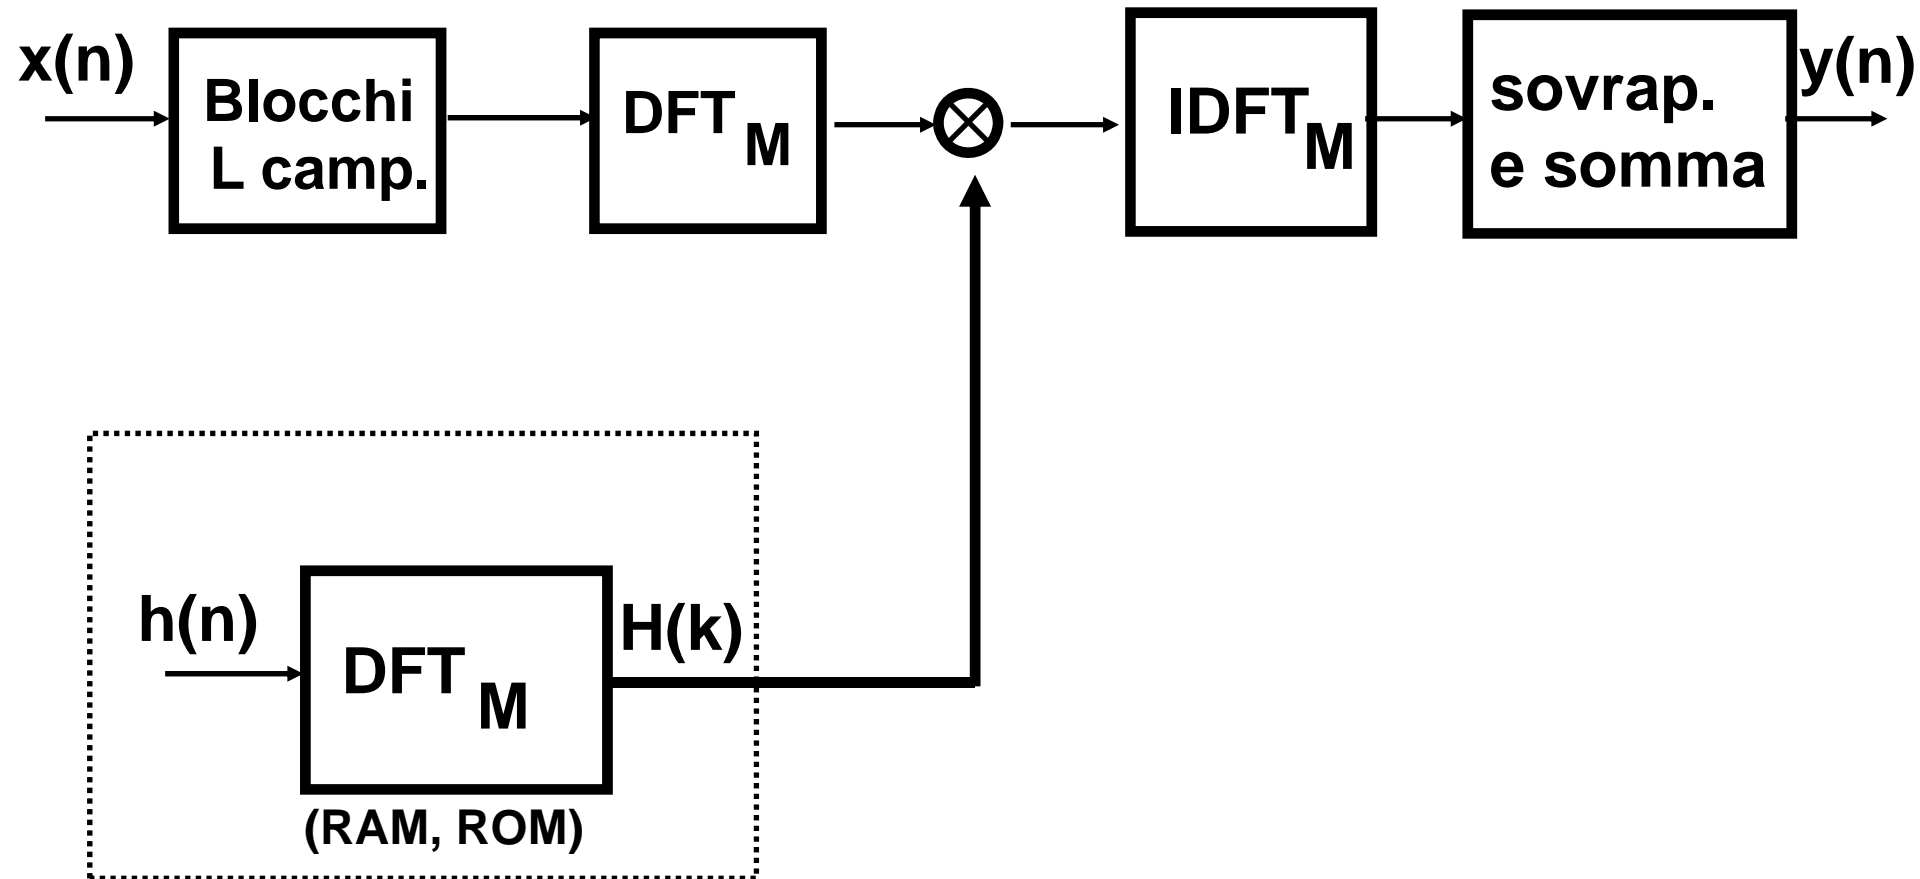 x(n)
Blocchi
L camp.
DFT M
IDFT M
sovrap.
e somma
y(n)
h(n)
DFT M
H(k)
(RAM, ROM)